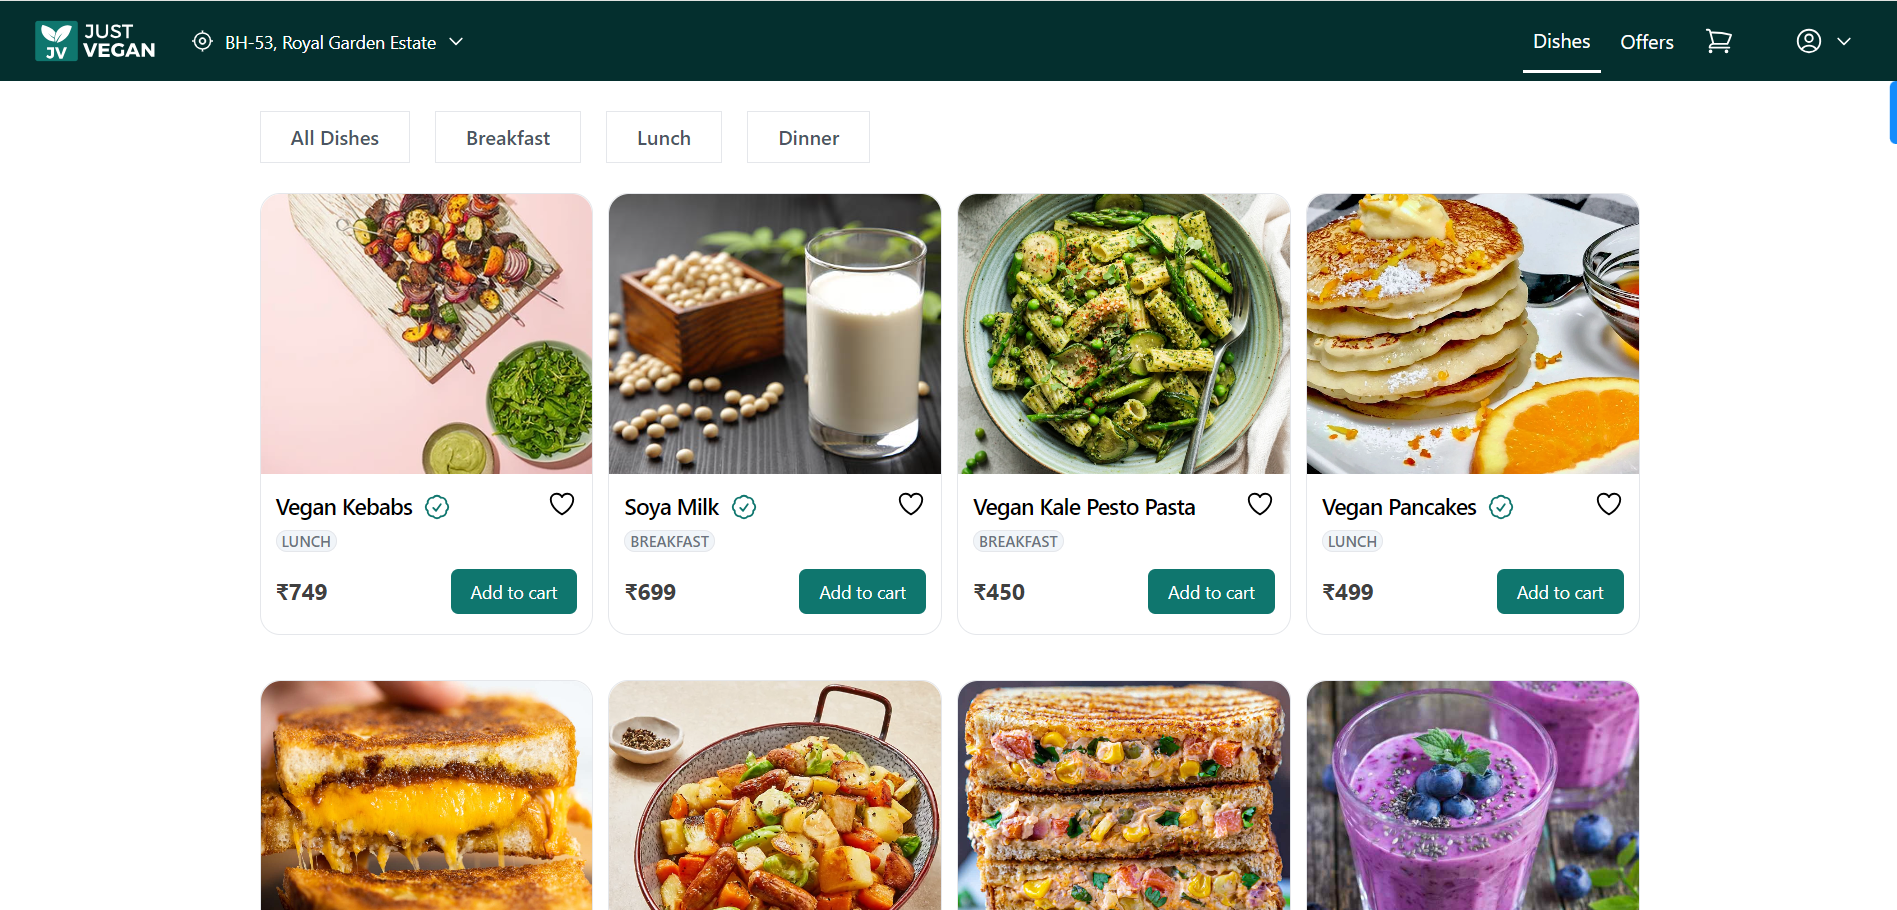 JUST
VEGAN
JV
BH-53, Royal Garden Estate
Dishes
Offers
All Dishes
Breakfast
Lunch
Dinner
Vegan Kebabs
LUNCH
₹749
Add to cart
Soya Milk
BREAKFAST
₹699
Add to cart
Vegan Kale Pesto Pasta
BREAKFAST
₹450
Add to cart
Vegan Pancakes
LUNCH
₹499
Add to cart